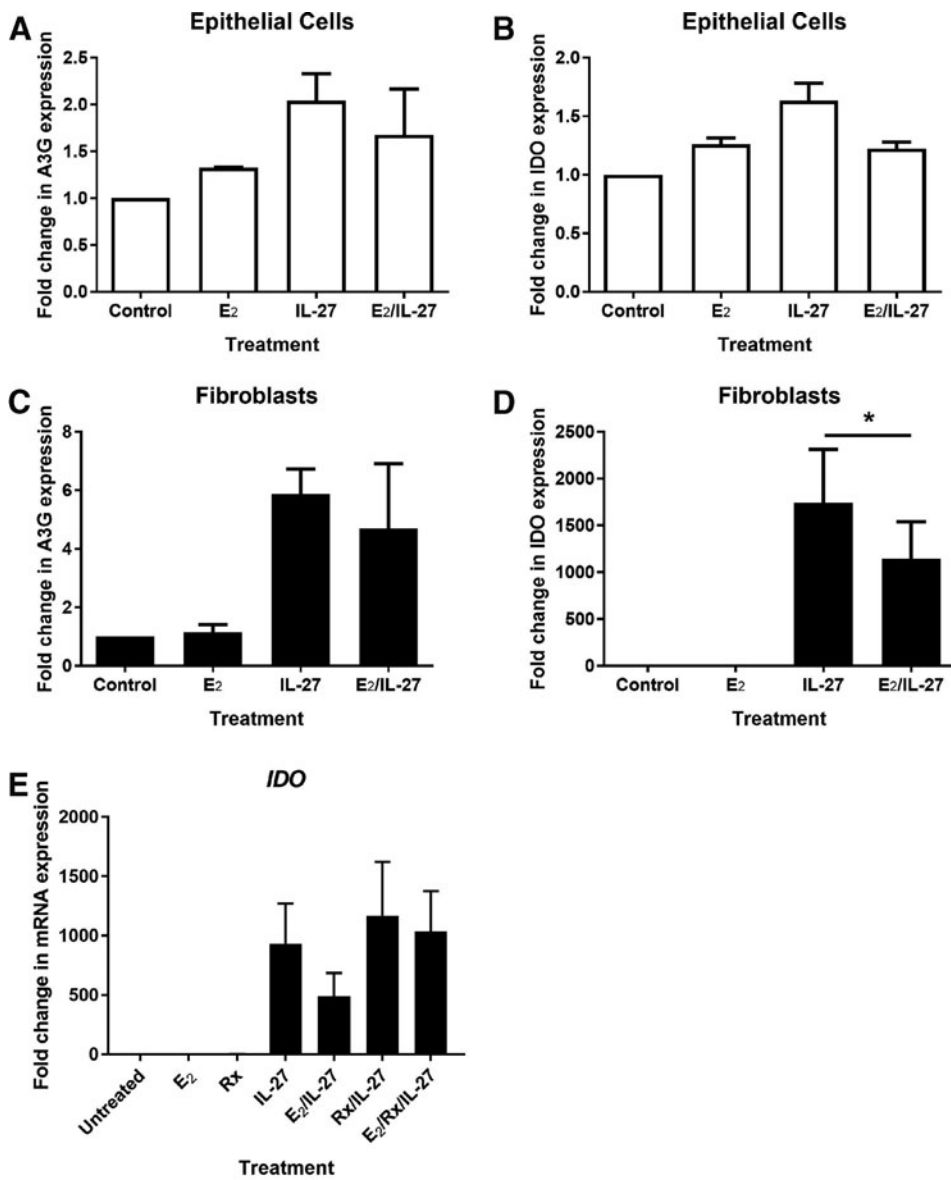 A
Epithelial Cells
Fold change in A3G expression
2.5
2.0
1.5
1.0
0.5
0.0
Control E2 IL-27 E2/IL-27
Treatment
B
Epithelial Cells
Fold change in IDO expression
2.0
1.5
1.0
0.5
0.0
Control E2 IL-27 E2/IL-27
Treatment
C
Fibroblasts
Fold change in A3G expression
8
6
4
2
0
Control E2 IL-27 E2/IL-27
Treatment
D
Fibroblasts
Fold change in IDO expression
2500
2000
1500
1000
500
0
*
Control E2 IL-27 E2/IL-27
Treatment
E
IDO
Fold change in mRNA expression
2000
1500
1000
500
0
Untreated E2 Rx IL-27 E2/IL-27 Rx/IL-27 E2/Rx/IL-27
Treatment